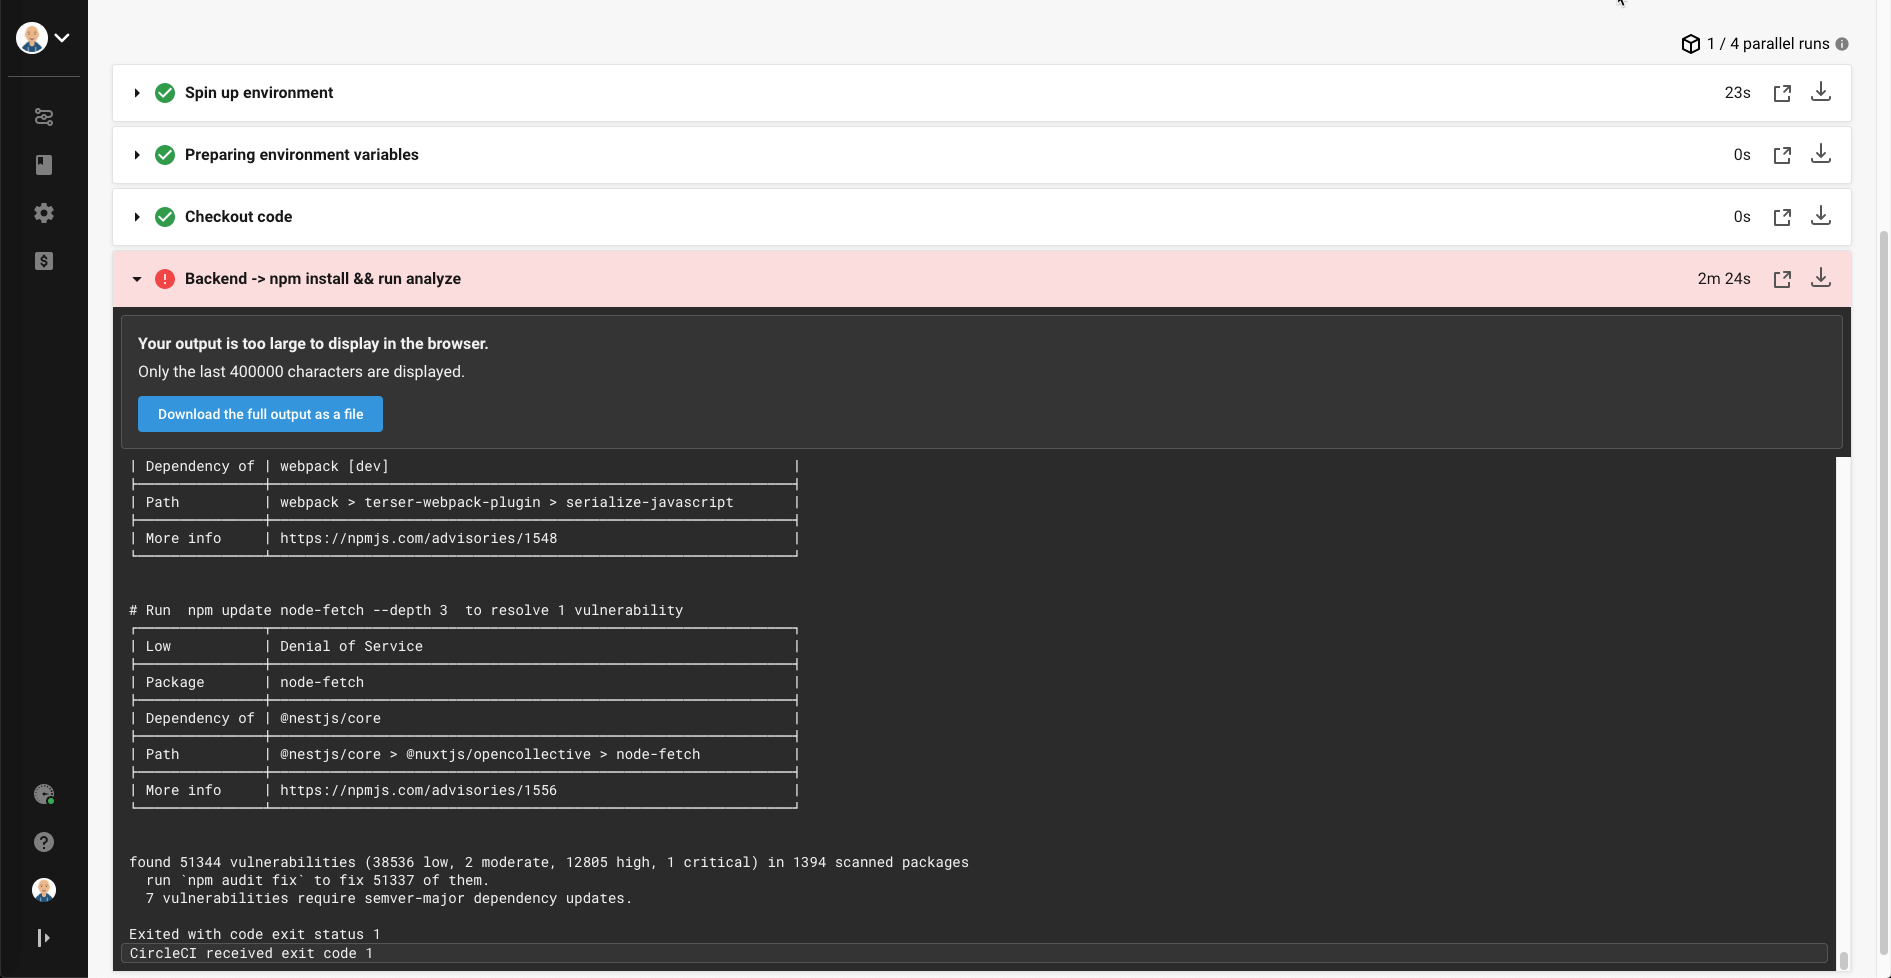 1 / 4 parallel runs
Spin up environment 23s
Preparing environment variables 0s
Checkout code 0s
Backend -> npm install && run analyze 2m 24s
Your output is too large to display in the browser.
Only the last 400000 characters are displayed.
Download the full output as a file
| Dependency of | webpack [dev] |
| Path | webpack > terser-webpack-plugin > serialize-javascript |
| More info | https://npmjs.com/advisories/1548 |
# Run  npm update node-fetch --depth 3  to resolve 1 vulnerability
| Low | Denial of Service |
| Package | node-fetch |
| Dependency of | @nestjs/core |
| Path | @nestjs/core > @nuxtjs/opencollective > node-fetch |
| More info | https://npmjs.com/advisories/1556 |
found 51344 vulnerabilities (38536 low, 2 moderate, 12805 high, 1 critical) in 1394 scanned packages
run `npm audit fix` to fix 51337 of them.
7 vulnerabilities require semver-major dependency updates.
Exited with code exit status 1
CircleCI received exit code 1